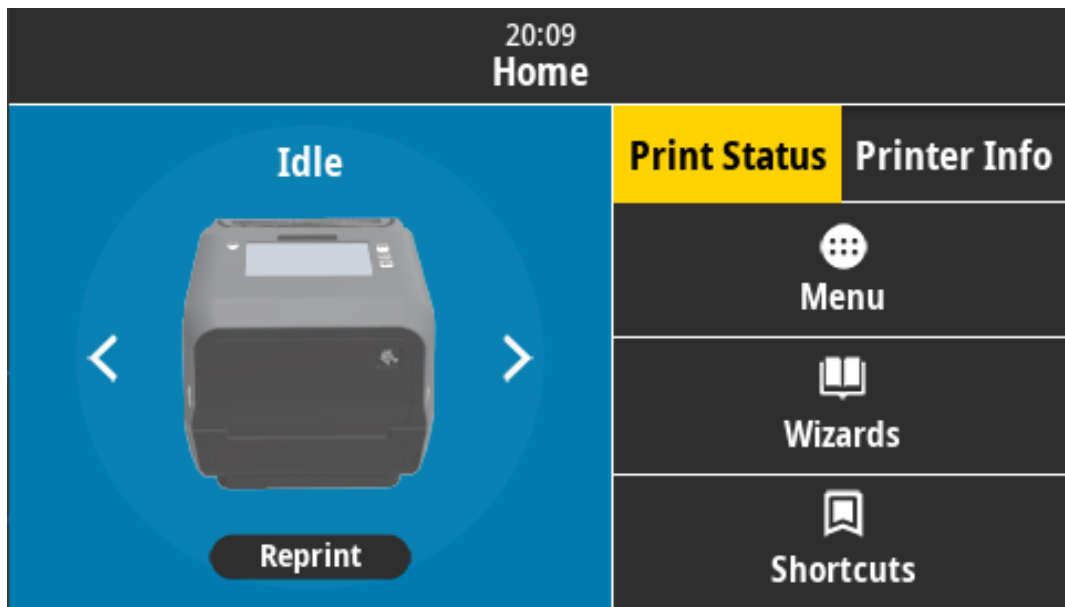 20:09
Home
Idle
Print Status
Printer Info
Menu
Wizards
Reprint
Shortcuts